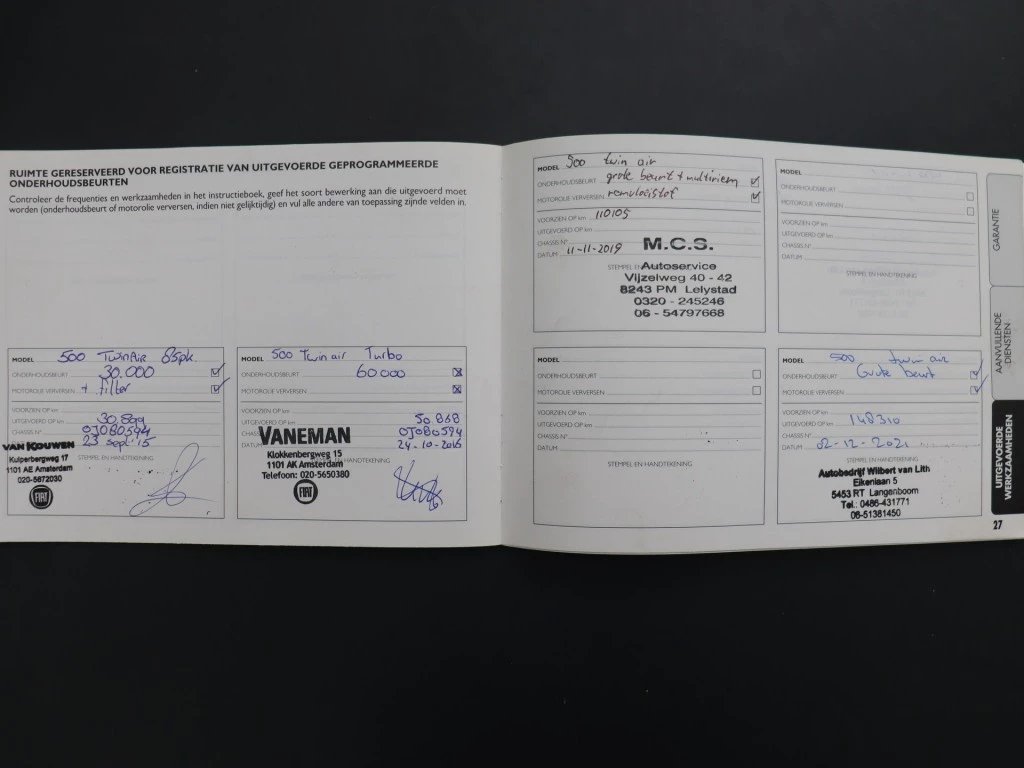 RUIMTE GERESERVEERD VOOR REGISTRATIE VAN UITGEVOERDE GEPROGRAMMEERDE
ONDERHOUDSBEURTEN
Controleer de frequenties en werkzaamheden in het instructieboek, geef het soort bewerking aan die uitgevoerd moet
worden (onderhoudsbeurt of motorolie verversen, indien niet gelijktijdig) en vul alle andere van toepassing zijnde velden in.
MODEL 500 TwinAir 85pk.
ONDERHOUDSBEURT 30.000
MOTOROLIE VERVERSEN + filter
VOORZIEN OP km
UITGEVOERD OP km 30.899
CHASSIS N° 0J080594
23 sept. 15
VAN KOUWEN
STEMPEL EN HANDTEKENING
Kuiperbergweg 17
1101 AE Amsterdam
020-5672030
FIAT
MODEL 500 Twinair Turbo
ONDERHOUDSBEURT 60000
MOTOROLIE VERVERSEN
VOORZIEN OP km
UITGEVOERD OP km 50 868
0J080594
DATUM 24-10-2016
VANEMAN
Klokkenbergweg 15
1101 AK Amsterdam
Telefoon: 020-5650380
FIAT
MODEL 500 twin air
ONDERHOUDSBEURT grote beurt + multiriem
MOTOROLIE VERVERSEN remvloeistof
VOORZIEN OP km 110105
UITGEVOERD OP km
CHASSIS N°
DATUM 11-11-2019
M.C.S.
STEMPEL EN Autoservice
Vijzelweg 40 - 42
8243 PM Lelystad
0320 - 245246
06 - 54797668
MODEL
ONDERHOUDSBEURT
MOTOROLIE VERVERSEN
VOORZIEN OP km
UITGEVOERD OP km
CHASSIS N°
DATUM
STEMPEL EN HANDTEKENING
MODEL
ONDERHOUDSBEURT
MOTOROLIE VERVERSEN
VOORZIEN OP km
UITGEVOERD OP km
CHASSIS N°
DATUM
STEMPEL EN HANDTEKENING
MODEL 500 twin air
ONDERHOUDSBEURT Grote beurt
MOTOROLIE VERVERSEN
VOORZIEN OP km
UITGEVOERD OP km 148310
CHASSIS N°
DATUM 02-12-2021
STEMPEL EN HANDTEKENING
Autobedrijf Wilbert van Lith
Eikenlaan 5
5453 RT Langenboom
Tel.: 0486-431771
06-51381450
GARANTIE
AANVULLENDE
DIENSTEN
UITGEVOERDE
WERKZAAMHEDEN
27